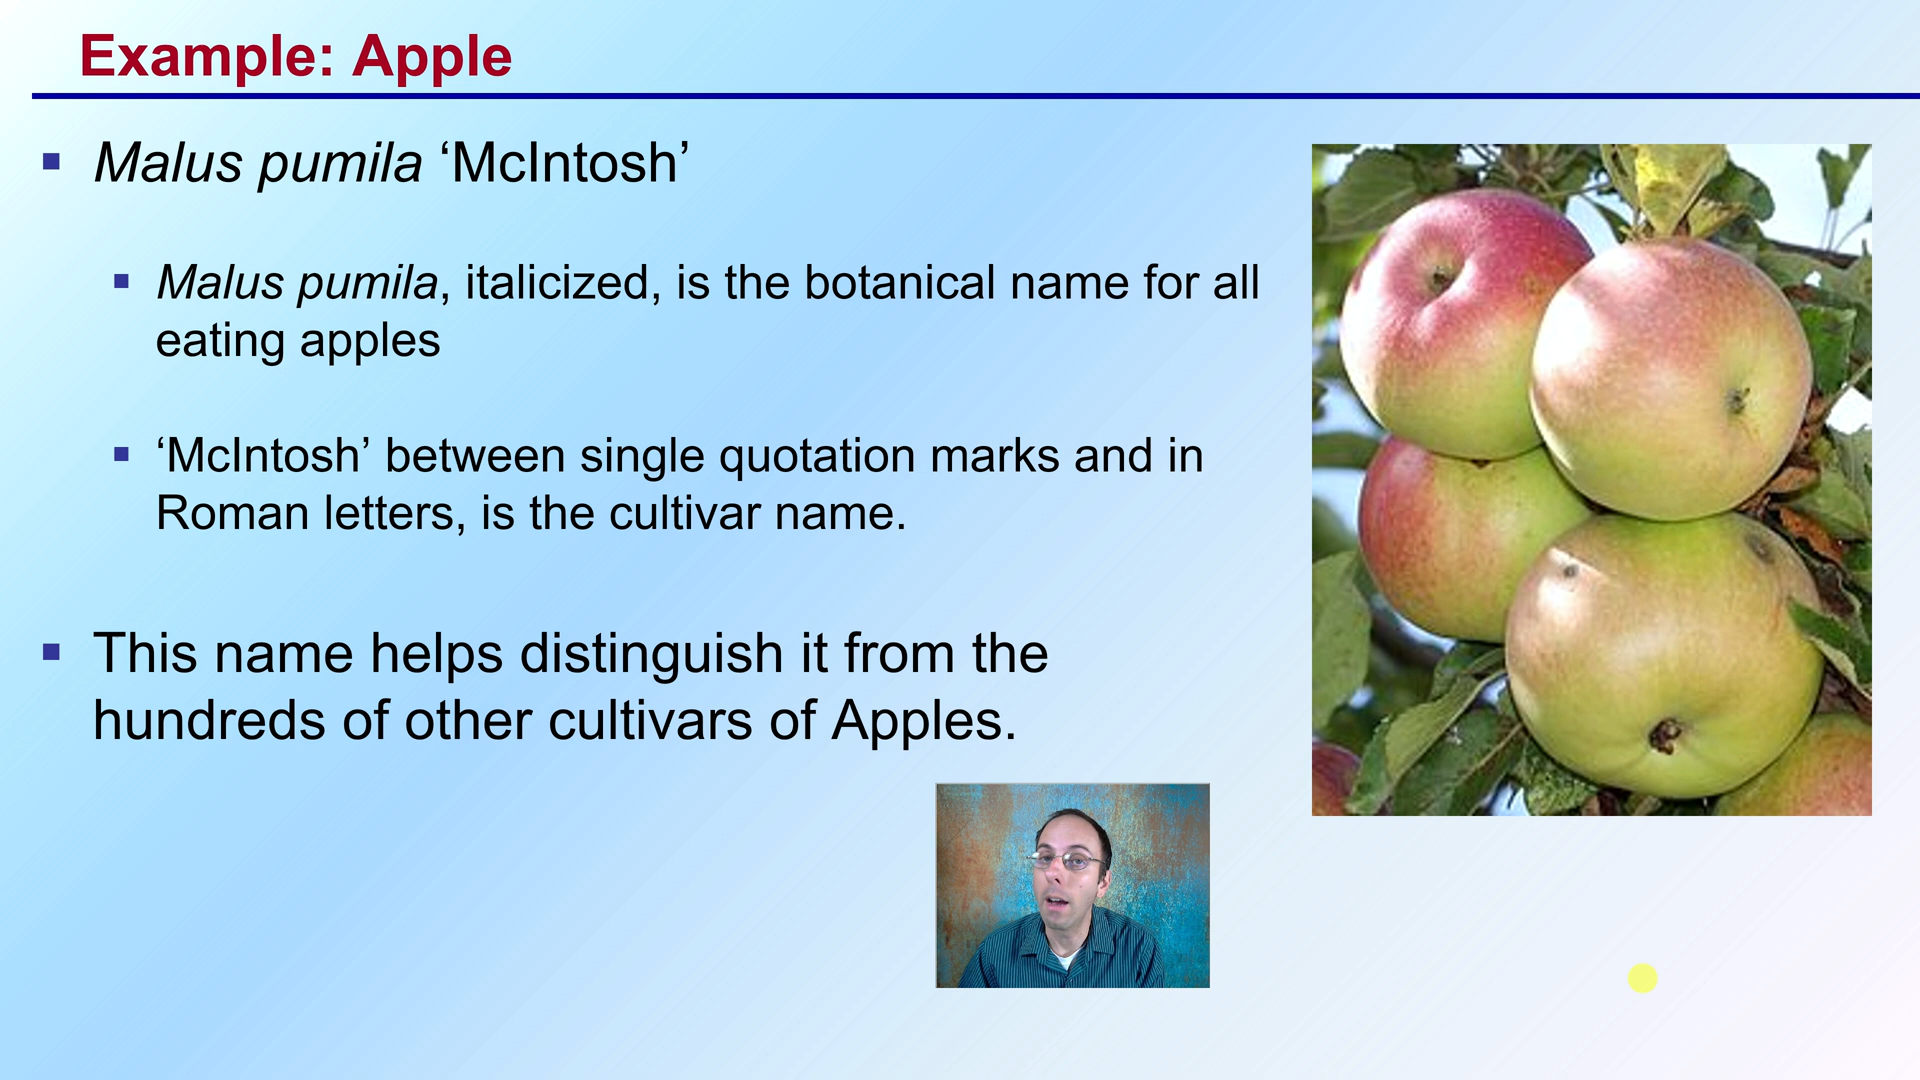 Example: Apple
Malus pumila ‘McIntosh’
Malus pumila, italicized, is the botanical name for all
eating apples
‘McIntosh’ between single quotation marks and in
Roman letters, is the cultivar name.
This name helps distinguish it from the
hundreds of other cultivars of Apples.